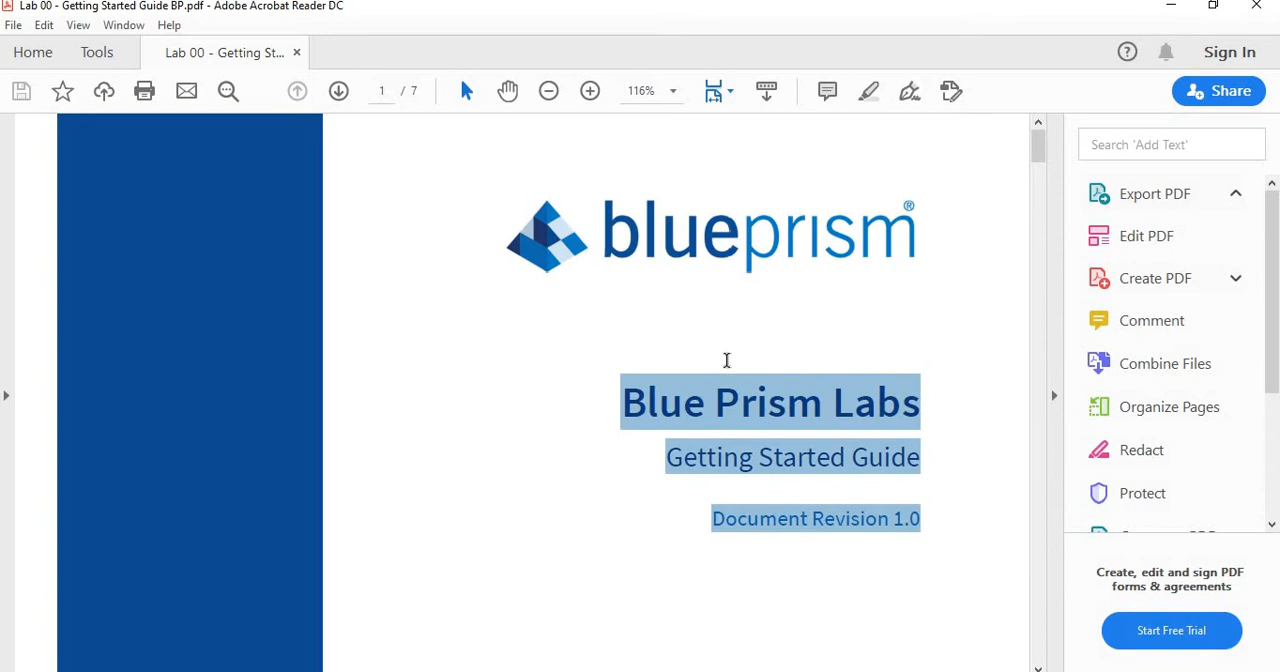 Lab 00 - Getting Started Guide BP.pdf - Adobe Acrobat Reader DC
File Edit View Window Help
Home Tools Lab 00 - Getting St... Sign In
1 / 7 116% Share
Search 'Add Text'
Export PDF
Edit PDF
Create PDF
Comment
Combine Files
Organize Pages
Redact
Protect
blueprism®
Blue Prism Labs
Getting Started Guide
Document Revision 1.0
Create, edit and sign PDF
forms & agreements
Start Free Trial